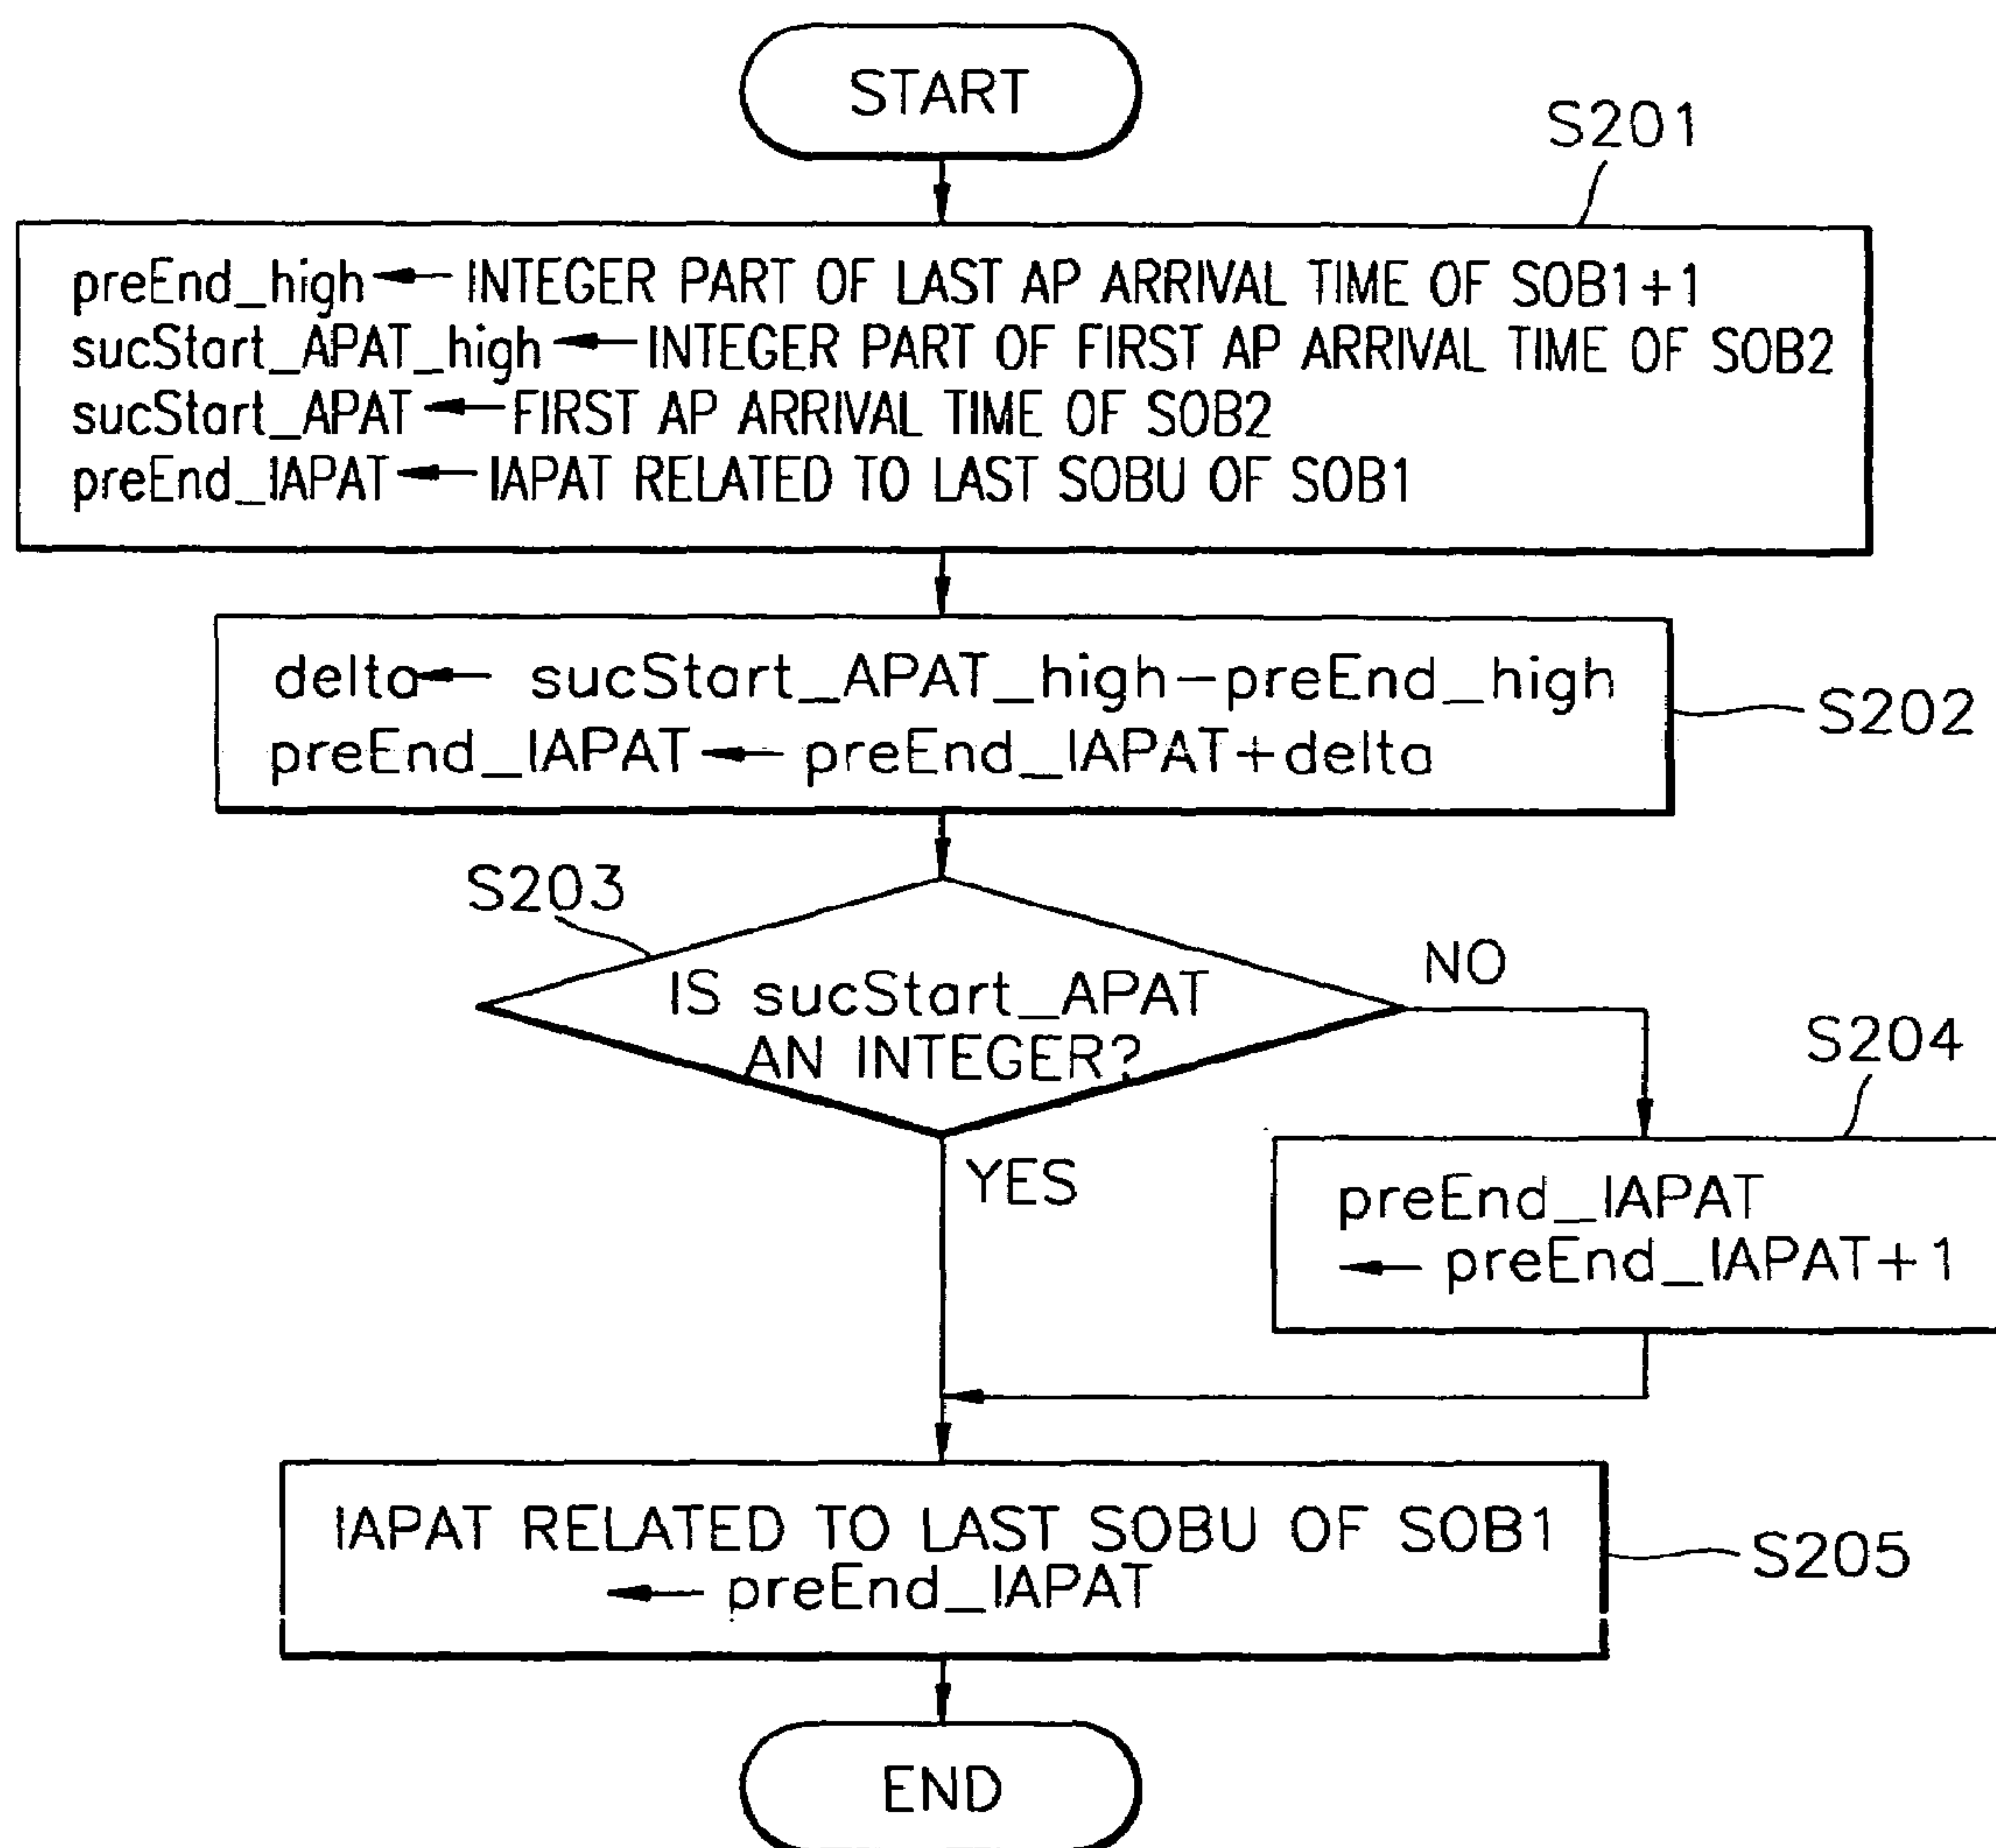 START
S201
preEnd_high ← INTEGER PART OF LAST AP ARRIVAL TIME OF SOB1+1
sucStart_APAT_high ← INTEGER PART OF FIRST AP ARRIVAL TIME OF SOB2
sucStart_APAT ← FIRST AP ARRIVAL TIME OF SOB2
preEnd_IAPAT ← IAPAT RELATED TO LAST SOBU OF SOB1
delta ← sucStart_APAT_high-preEnd_high
preEnd_IAPAT ← preEnd_IAPAT+delta
S202
S203
IS sucStart_APAT
AN INTEGER?
NO
YES
S204
preEnd_IAPAT
← preEnd_IAPAT+1
IAPAT RELATED TO LAST SOBU OF SOB1
← preEnd_IAPAT
S205
END